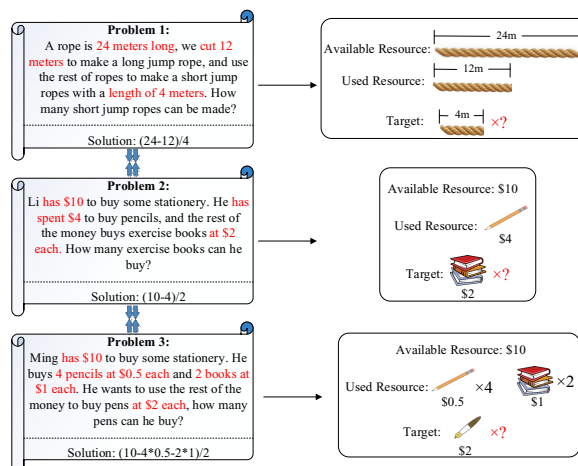 Problem 1:
A rope is 24 meters long, we cut 12
meters to make a long jump rope, and use
the rest of ropes to make a short jump
ropes with a length of 4 meters. How
many short jump ropes can be made?
Solution: (24-12)/4
24m
Available Resource:
12m
Used Resource:
4m
Target:
×?
Problem 2:
Li has $10 to buy some stationery. He has
spent $4 to buy pencils, and the rest of
the money buys exercise books at $2
each. How many exercise books can he
buy?
Solution: (10-4)/2
Available Resource: $10
Used Resource:
$4
Target:
×?
$2
Problem 3:
Ming has $10 to buy some stationery. He
buys 4 pencils at $0.5 each and 2 books at
$1 each. He wants to use the rest of the
money to buy pens at $2 each, how many
pens can he buy?
Solution: (10-4*0.5-2*1)/2
Available Resource: $10
Used Resource:
×4
×2
$0.5
$1
Target:
×?
$2